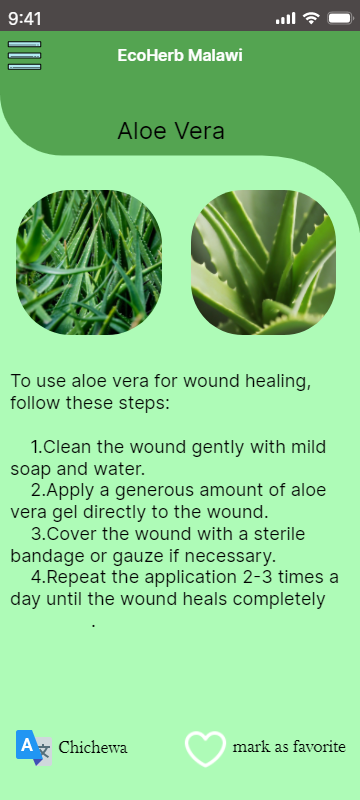 9:41
EcoHerb Malawi
Aloe Vera
To use aloe vera for wound healing,
follow these steps:
1.Clean the wound gently with mild
soap and water.
2.Apply a generous amount of aloe
vera gel directly to the wound.
3.Cover the wound with a sterile
bandage or gauze if necessary.
4.Repeat the application 2-3 times a
day until the wound heals completely
.
A 文 Chichewa
mark as favorite